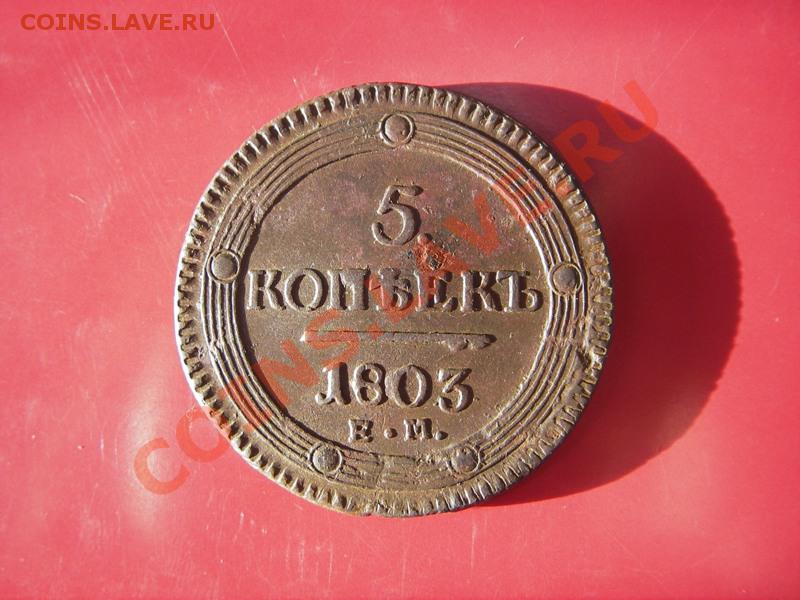 COINS.LAVE.RU
5.
КОПѢЕКЪ
1803
Е.М.
COINS.LAVE.RU